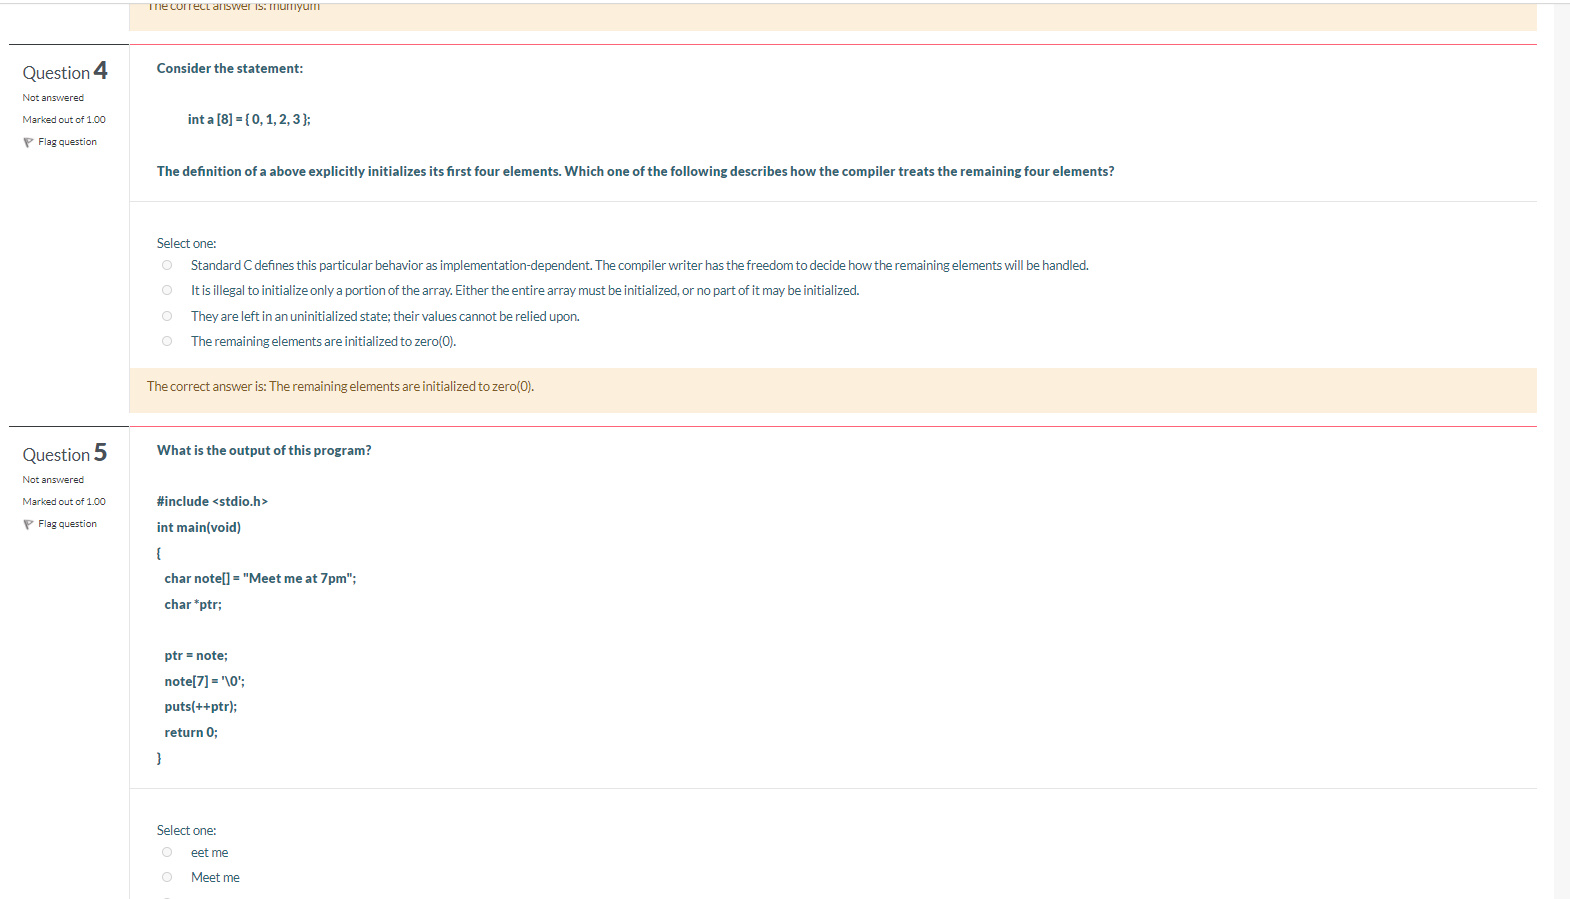 The correct answer is: mumyum
Question 4
Not answered
Marked out of 1.00
Flag question
Consider the statement:
int a [8] = { 0, 1, 2, 3 };
The definition of a above explicitly initializes its first four elements. Which one of the following describes how the compiler treats the remaining four elements?
Select one:
Standard C defines this particular behavior as implementation-dependent. The compiler writer has the freedom to decide how the remaining elements will be handled.
It is illegal to initialize only a portion of the array. Either the entire array must be initialized, or no part of it may be initialized.
They are left in an uninitialized state; their values cannot be relied upon.
The remaining elements are initialized to zero(0).
The correct answer is: The remaining elements are initialized to zero(0).
Question 5
Not answered
Marked out of 1.00
Flag question
What is the output of this program?
#include <stdio.h>
int main(void)
{
char note[] = "Meet me at 7pm";
char *ptr;
ptr = note;
note[7] = '\0';
puts(++ptr);
return 0;
}
Select one:
eet me
Meet me